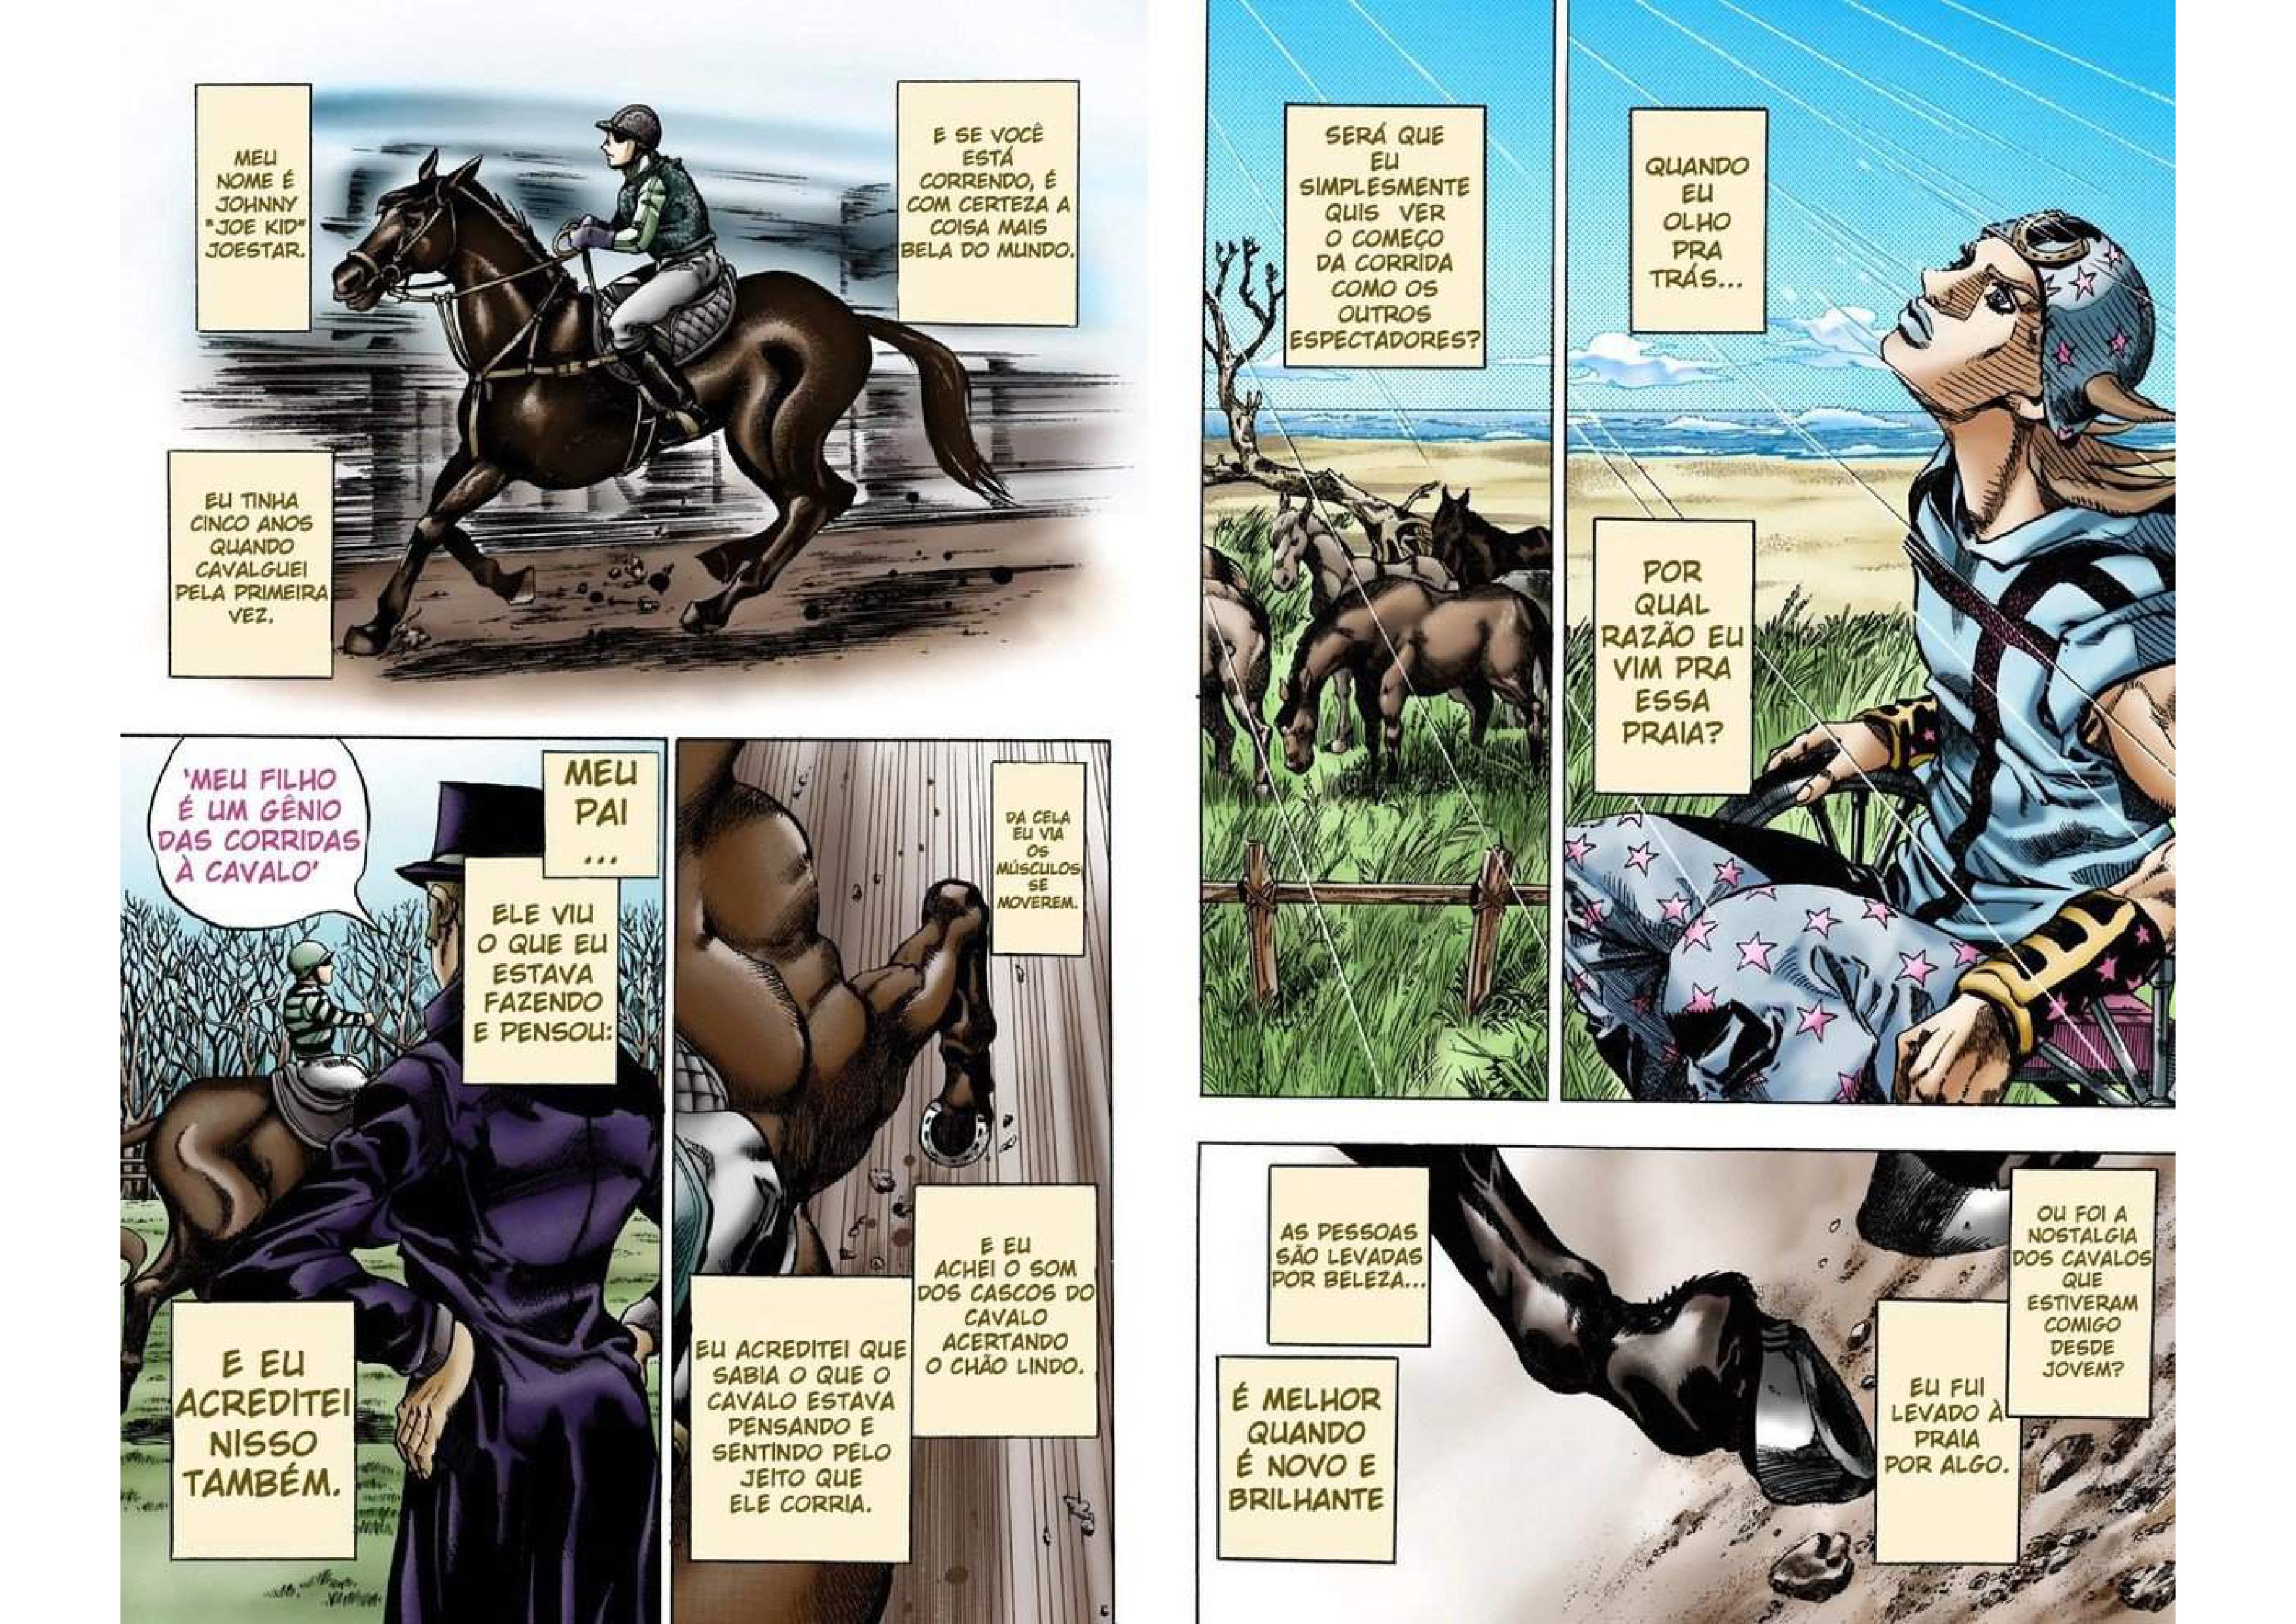 QUANDO
EU
OLHO
PRA
TRÁS...
POR
QUAL
RAZÃO EU
VIM PRA
ESSA
PRAIA?
SERÁ QUE
EU
SIMPLESMENTE
QUIS VER
O COMEÇO
DA CORRIDA
COMO OS
OUTROS
ESPECTADORES?
OU FOI A
NOSTALGIA
DOS CAVALOS
QUE
ESTIVERAM
COMIGO
DESDE
JOVEM?
EU FUI
LEVADO À
PRAIA
POR ALGO.
AS PESSOAS
SÃO LEVADAS
POR BELEZA...
É MELHOR
QUANDO
É NOVO E
BRILHANTE
E SE VOCÊ
ESTÁ
CORRENDO, É
COM CERTEZA A
COISA MAIS
BELA DO MUNDO.
MEU
NOME É
JOHNNY
"JOE KID"
JOESTAR.
EU TINHA
CINCO ANOS
QUANDO
CAVALGUEI
PELA PRIMEIRA
VEZ.
DA CELA
EU VIA
OS
MÚSCULOS
SE
MOVEREM.
E EU
ACHEI O SOM
DOS CASCOS DO
CAVALO
ACERTANDO
O CHÃO LINDO.
EU ACREDITEI QUE
SABIA O QUE O
CAVALO ESTAVA
PENSANDO E
SENTINDO PELO
JEITO QUE
ELE CORRIA.
MEU
PAI
...
ELE VIU
O QUE EU
ESTAVA
FAZENDO
E PENSOU:
'MEU FILHO
É UM GÊNIO
DAS CORRIDAS
À CAVALO'
E EU
ACREDITEI
NISSO
TAMBÉM.